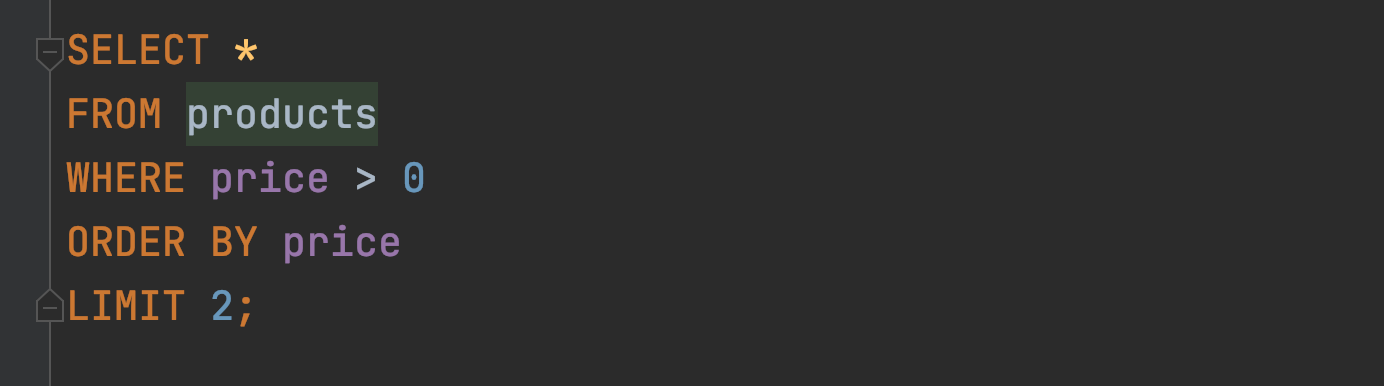 SELECT *
FROM products
WHERE price > 0
ORDER BY price
LIMIT 2;